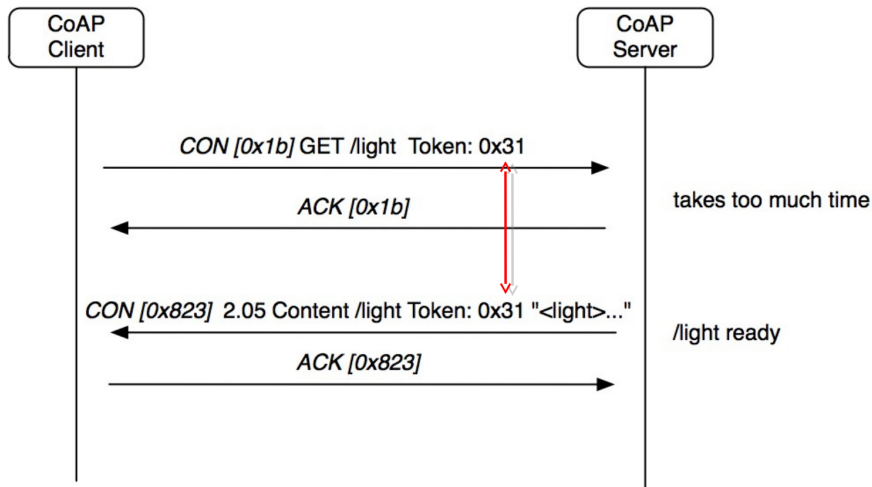 CoAP
Client
CoAP
Server
CON [0x1b] GET /light Token: 0x31
takes too much time
ACK [0x1b]
CON [0x823] 2.05 Content /light Token: 0x31 "<light>..."
/light ready
ACK [0x823]